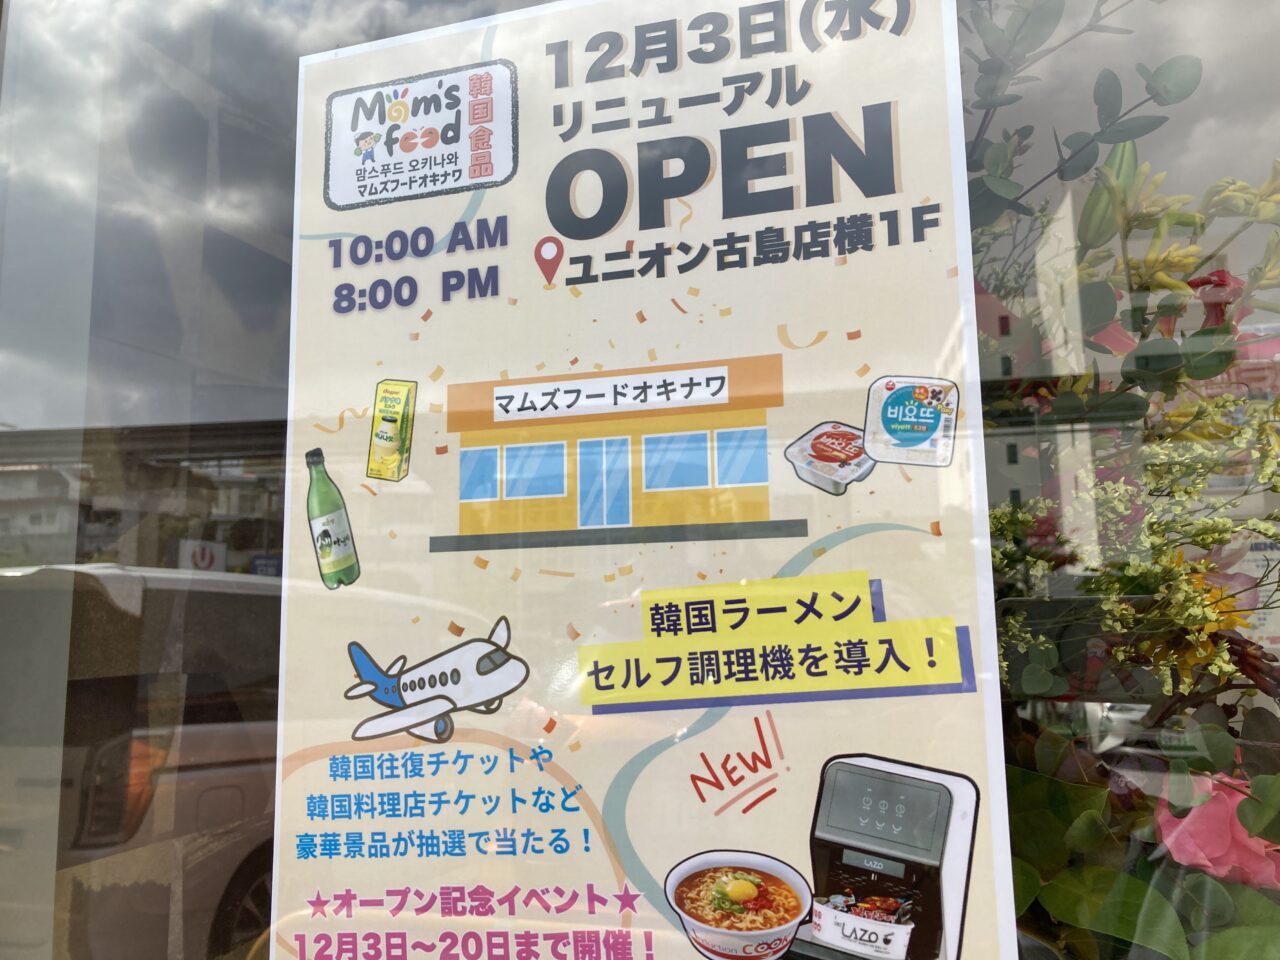 12月3日(水)
リニューアル
OPEN
ユニオン古島店横1F
Mom's
feed
韓国食品
맘스푸드 오키나와
マムズフードオキナワ
10:00 AM
8:00 PM
マムズフードオキナワ
비요뜨
韓国ラーメン
セルフ調理機を導入！
NEW!
韓国往復チケットや
韓国料理店チケットなど
豪華景品が抽選で当たる！
★オープン記念イベント★
12月3日〜20日まで開催！
LAZO
LAZO
COOK